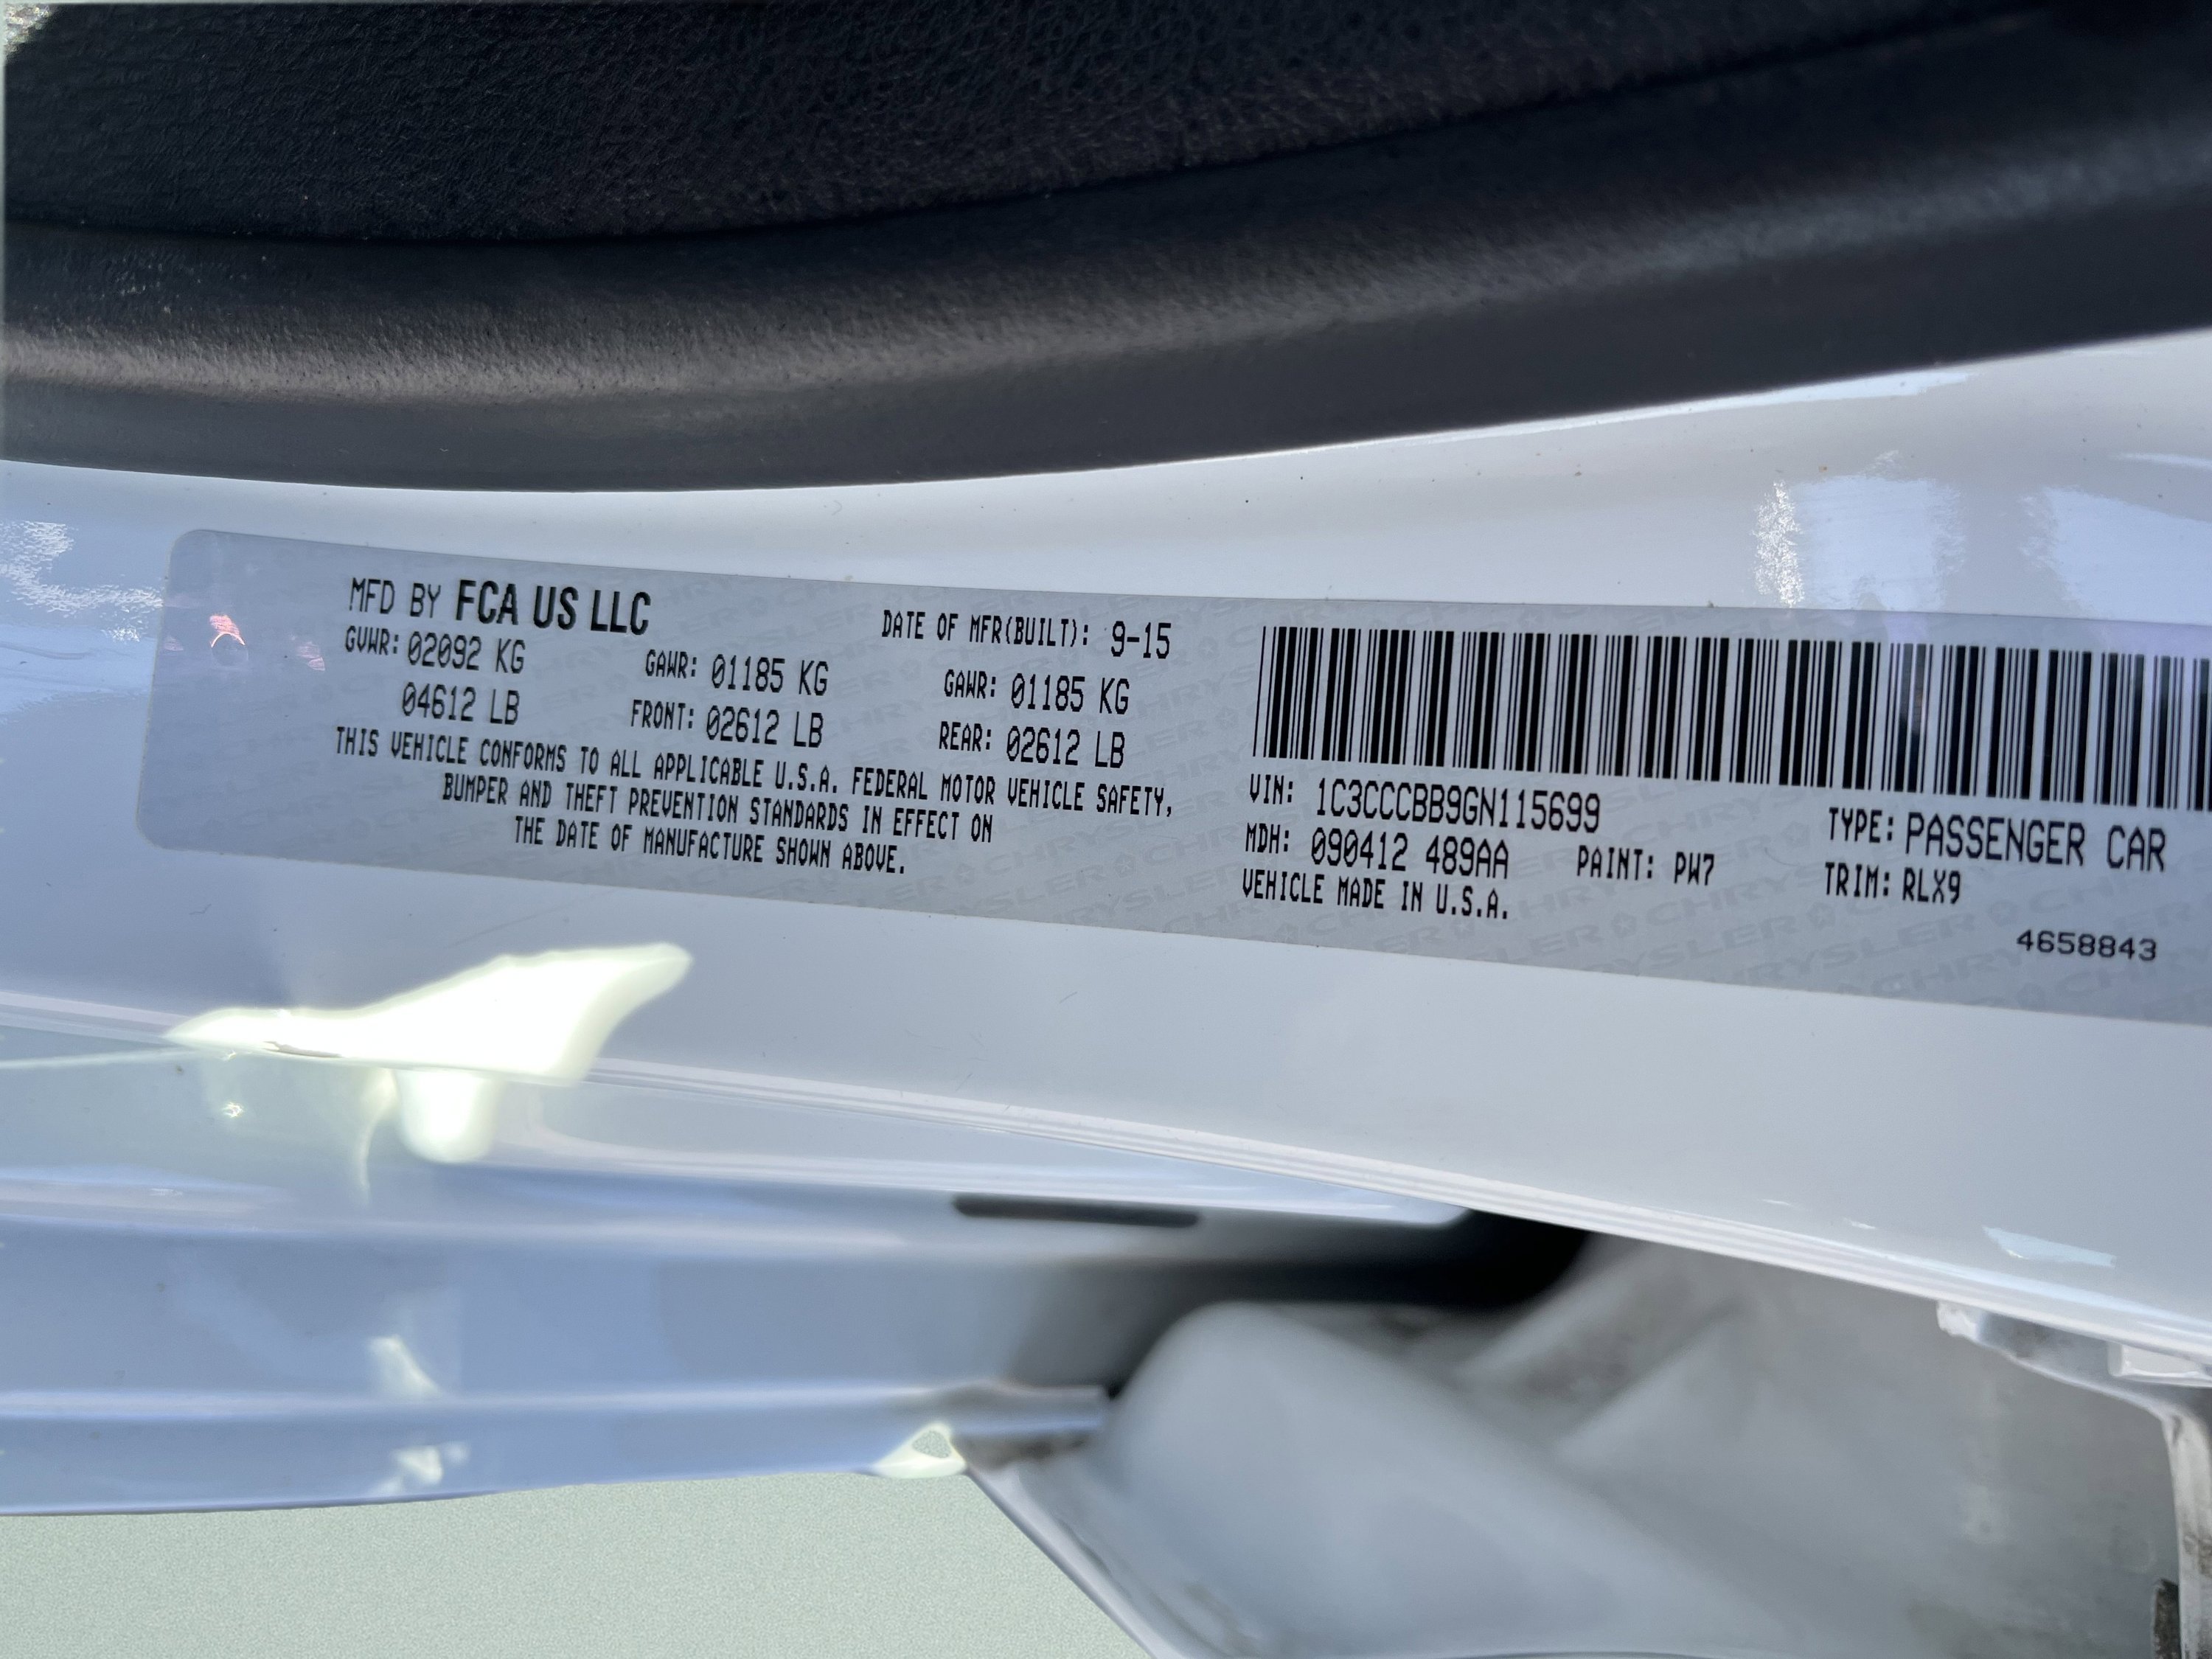 MFD BY FCA US LLC
DATE OF MFR(BUILT): 9-15
GVWR: 02092 KG GAWR: 01185 KG GAWR: 01185 KG
04612 LB FRONT: 02612 LB REAR: 02612 LB
THIS VEHICLE CONFORMS TO ALL APPLICABLE U.S.A. FEDERAL MOTOR VEHICLE SAFETY,
BUMPER AND THEFT PREVENTION STANDARDS IN EFFECT ON
THE DATE OF MANUFACTURE SHOWN ABOVE.
VIN: 1C3CCCBB9GN115699 TYPE: PASSENGER CAR
MDH: 090412 489AA PAINT: PW7 TRIM: RLX9
VEHICLE MADE IN U.S.A.
4658843